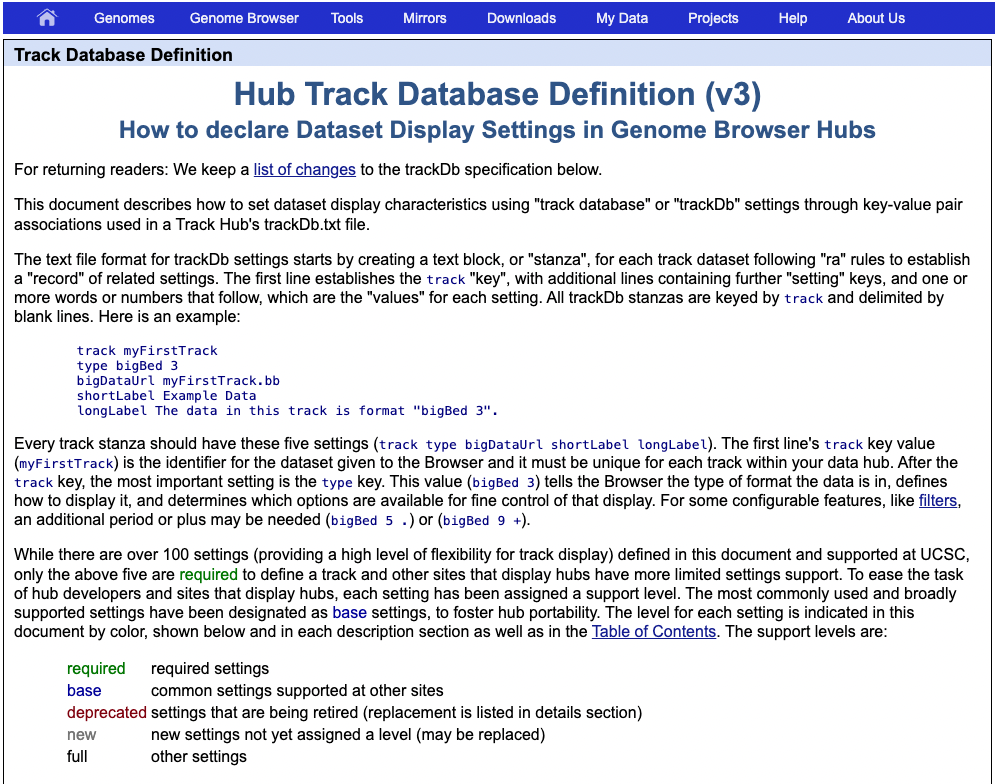 Genomes Genome Browser Tools Mirrors Downloads My Data Projects Help About Us
Track Database Definition
Hub Track Database Definition (v3)
How to declare Dataset Display Settings in Genome Browser Hubs
For returning readers: We keep a list of changes to the trackDb specification below.
This document describes how to set dataset display characteristics using "track database" or "trackDb" settings through key-value pair
associations used in a Track Hub's trackDb.txt file.
The text file format for trackDb settings starts by creating a text block, or "stanza", for each track dataset following "ra" rules to establish
a "record" of related settings. The first line establishes the track "key", with additional lines containing further "setting" keys, and one or
more words or numbers that follow, which are the "values" for each setting. All trackDb stanzas are keyed by track and delimited by
blank lines. Here is an example:
track myFirstTrack
type bigBed 3
bigDataUrl myFirstTrack.bb
shortLabel Example Data
longLabel The data in this track is format "bigBed 3".
Every track stanza should have these five settings (track type bigDataUrl shortLabel longLabel). The first line's track key value
(myFirstTrack) is the identifier for the dataset given to the Browser and it must be unique for each track within your data hub. After the
track key, the most important setting is the type key. This value (bigBed 3) tells the Browser the type of format the data is in, defines
how to display it, and determines which options are available for fine control of that display. For some configurable features, like filters,
an additional period or plus may be needed (bigBed 5 .) or (bigBed 9 +).
While there are over 100 settings (providing a high level of flexibility for track display) defined in this document and supported at UCSC,
only the above five are required to define a track and other sites that display hubs have more limited settings support. To ease the task
of hub developers and sites that display hubs, each setting has been assigned a support level. The most commonly used and broadly
supported settings have been designated as base settings, to foster hub portability. The level for each setting is indicated in this
document by color, shown below and in each description section as well as in the Table of Contents. The support levels are:
required required settings
base common settings supported at other sites
deprecated settings that are being retired (replacement is listed in details section)
new new settings not yet assigned a level (may be replaced)
full other settings